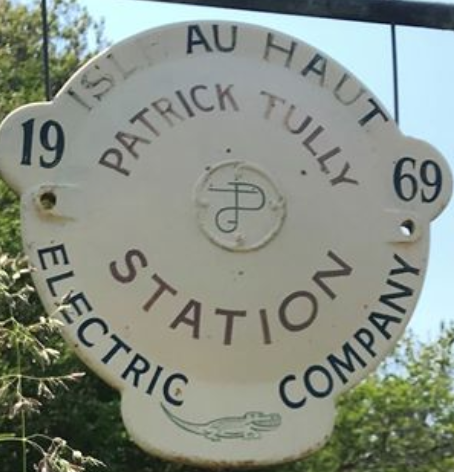 ISLE AU HAUT
PATRICK TULLY
19 69
STATION
ELECTRIC COMPANY